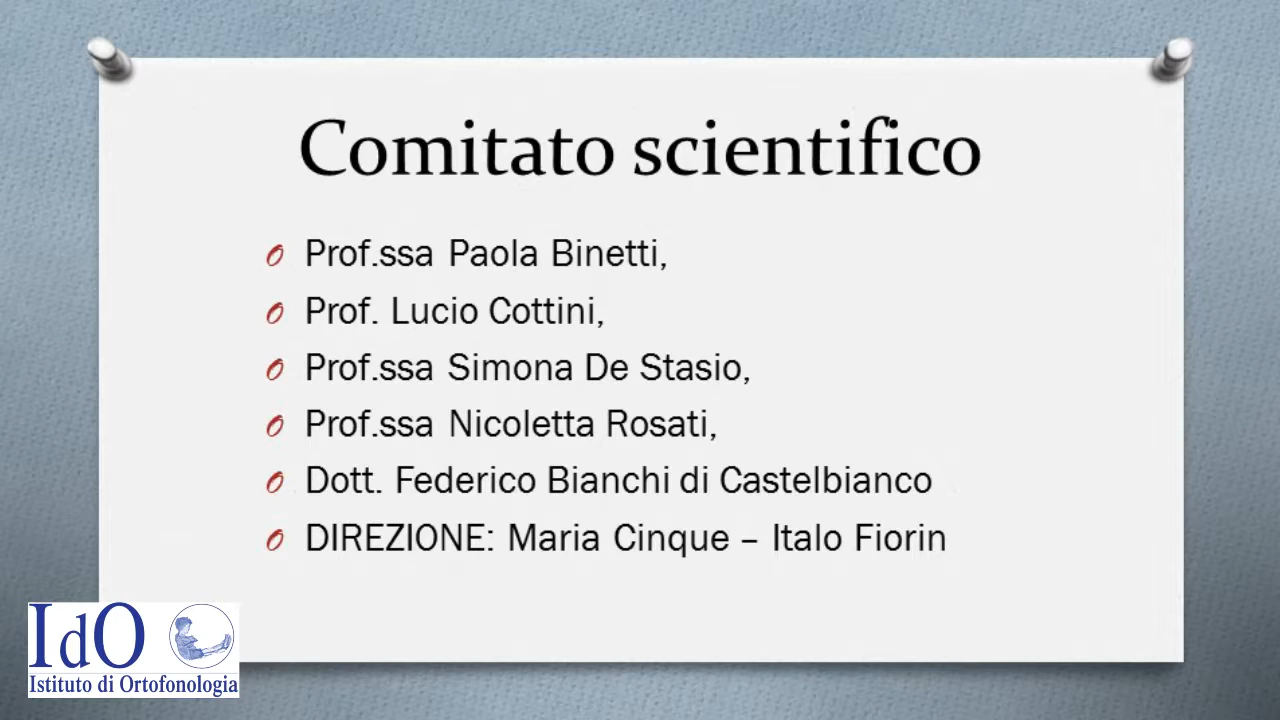 Comitato scientifico
Prof.ssa Paola Binetti,
Prof. Lucio Cottini,
Prof.ssa Simona De Stasio,
Prof.ssa Nicoletta Rosati,
Dott. Federico Bianchi di Castelbianco
DIREZIONE: Maria Cinque – Italo Fiorin
IdO
Istituto di Ortofonologia